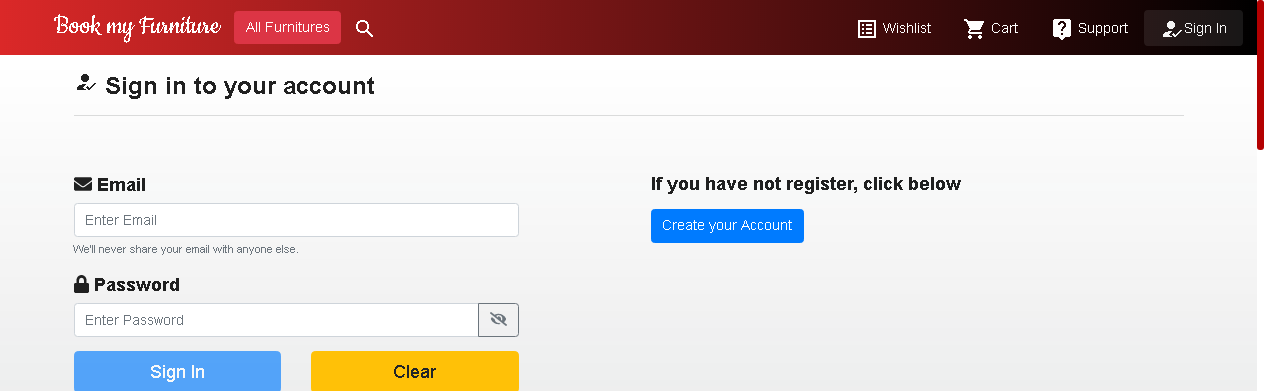 Book my Furniture All Furnitures Wishlist Cart Support Sign In
Sign in to your account
Email
Enter Email
We'll never share your email with anyone else.
Password
Enter Password
Sign In Clear
If you have not register, click below
Create your Account